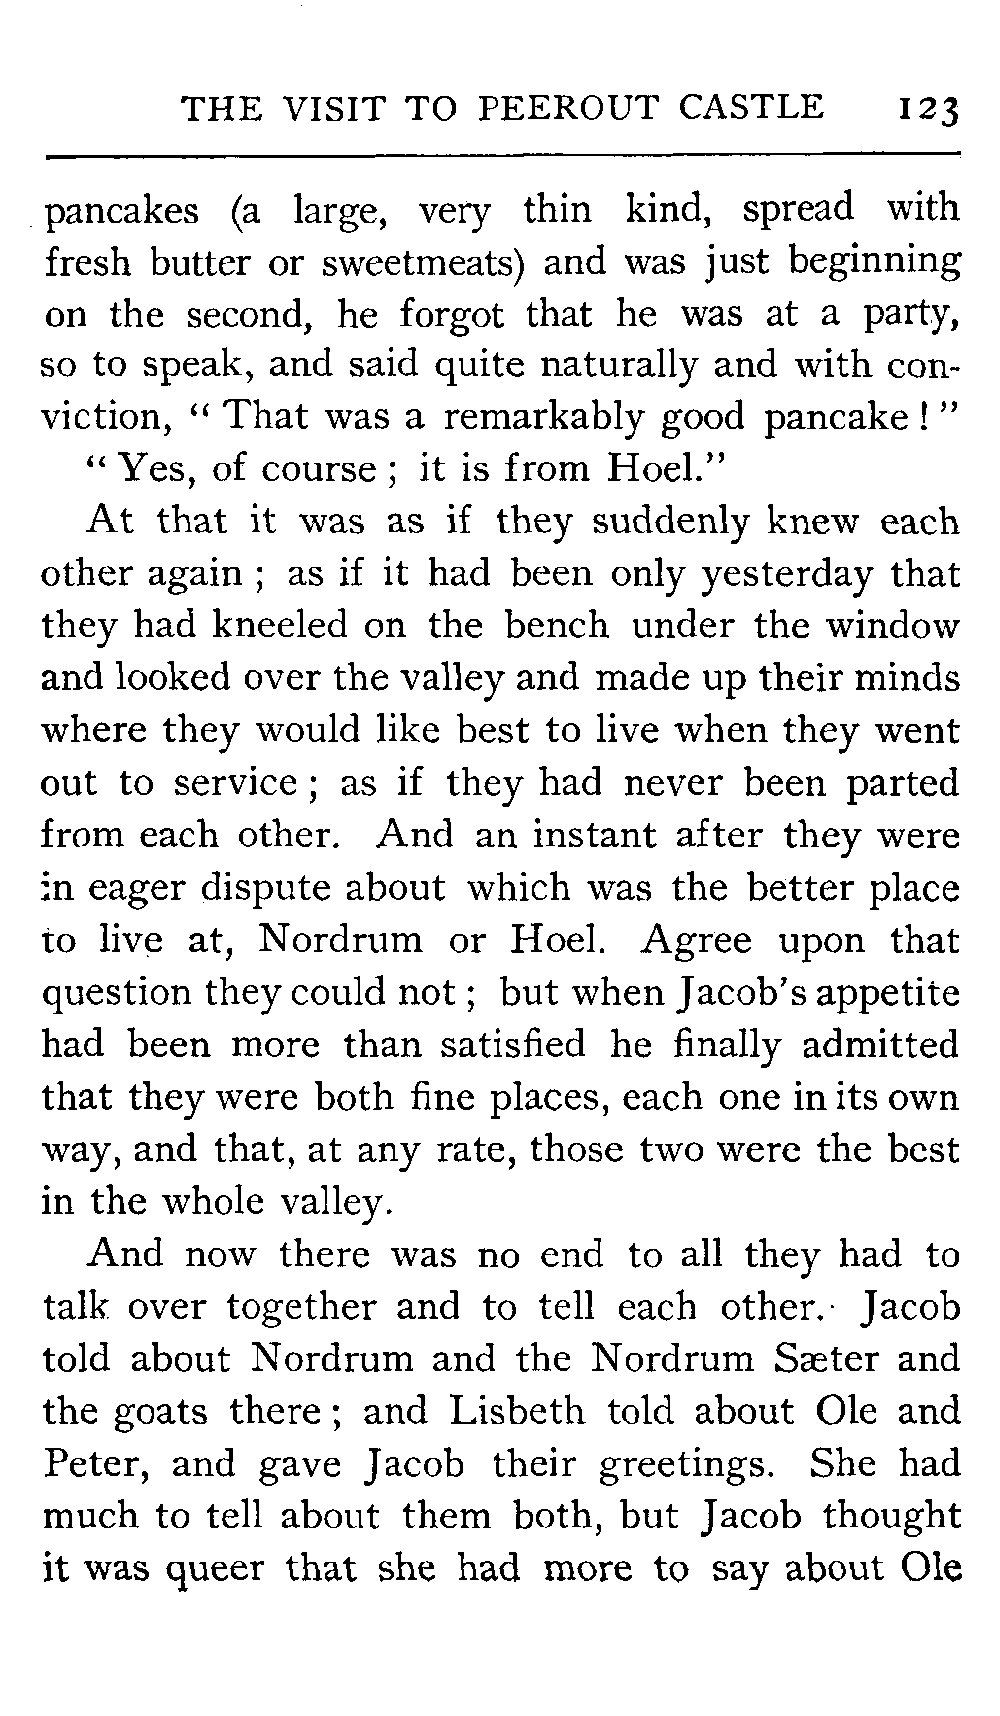 THE VISIT TO PEEROUT CASTLE 123
pancakes (a large, very thin kind, spread with
fresh butter or sweetmeats) and was just beginning
on the second, he forgot that he was at a party,
so to speak, and said quite naturally and with con-
viction, “ That was a remarkably good pancake ! ”
“ Yes, of course ; it is from Hoel.”
At that it was as if they suddenly knew each
other again ; as if it had been only yesterday that
they had kneeled on the bench under the window
and looked over the valley and made up their minds
where they would like best to live when they went
out to service ; as if they had never been parted
from each other. And an instant after they were
in eager dispute about which was the better place
to live at, Nordrum or Hoel. Agree upon that
question they could not ; but when Jacob’s appetite
had been more than satisfied he finally admitted
that they were both fine places, each one in its own
way, and that, at any rate, those two were the best
in the whole valley.
And now there was no end to all they had to
talk over together and to tell each other. Jacob
told about Nordrum and the Nordrum Sæter and
the goats there ; and Lisbeth told about Ole and
Peter, and gave Jacob their greetings. She had
much to tell about them both, but Jacob thought
it was queer that she had more to say about Ole